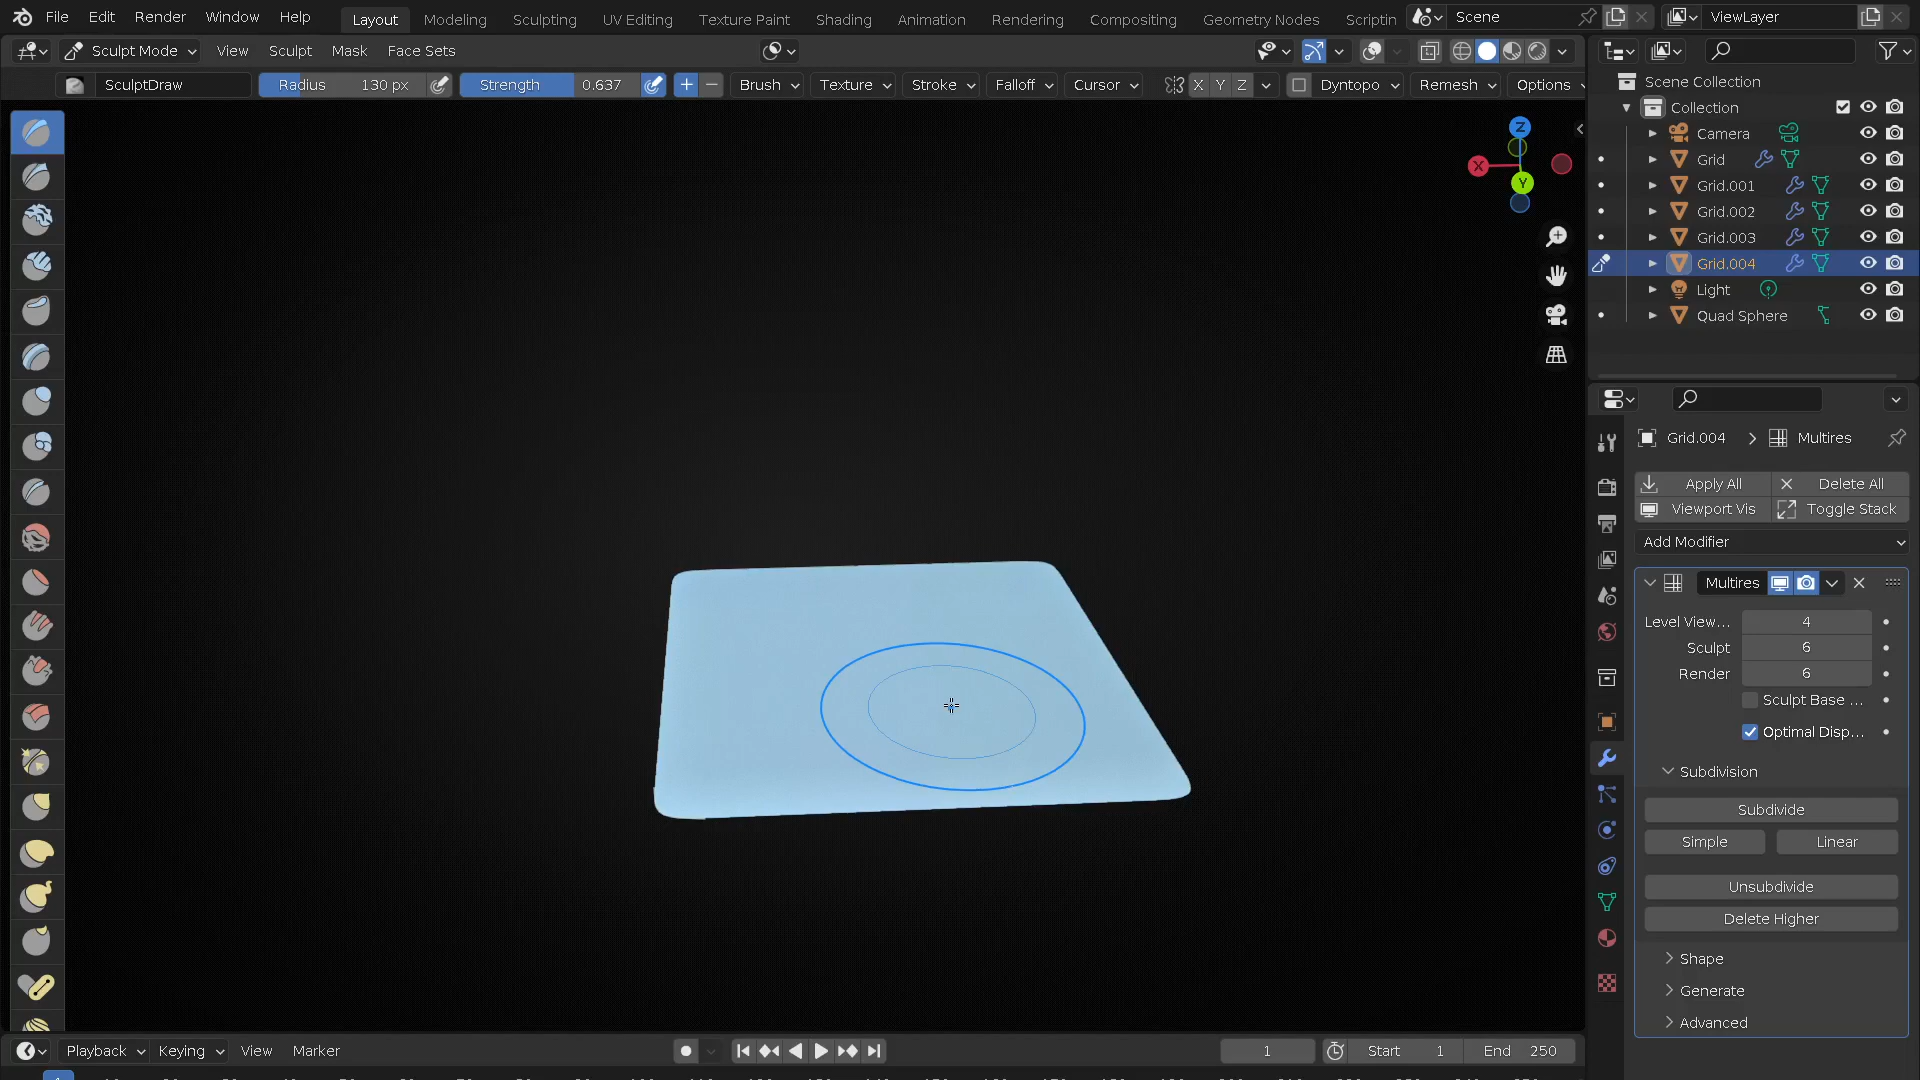 File Edit Render Window Help Layout Modeling Sculpting UV Editing Texture Paint Shading Animation Rendering Compositing Geometry Nodes Scriptin Scene ViewLayer
Sculpt Mode View Sculpt Mask Face Sets
SculptDraw Radius 130 px Strength 0.637 + − Brush Texture Stroke Falloff Cursor X Y Z Dyntopo Remesh Options
Scene Collection
Collection
Camera
Grid
Grid.001
Grid.002
Grid.003
Grid.004
Light
Quad Sphere
Z
X
Y
Grid.004 > Multires
Apply All Delete All
Viewport Vis Toggle Stack
Add Modifier
Multires
Level View... 4
Sculpt 6
Render 6
Sculpt Base ...
Optimal Disp...
Subdivision
Subdivide
Simple Linear
Unsubdivide
Delete Higher
Shape
Generate
Advanced
Playback Keying View Marker 1 Start 1 End 250